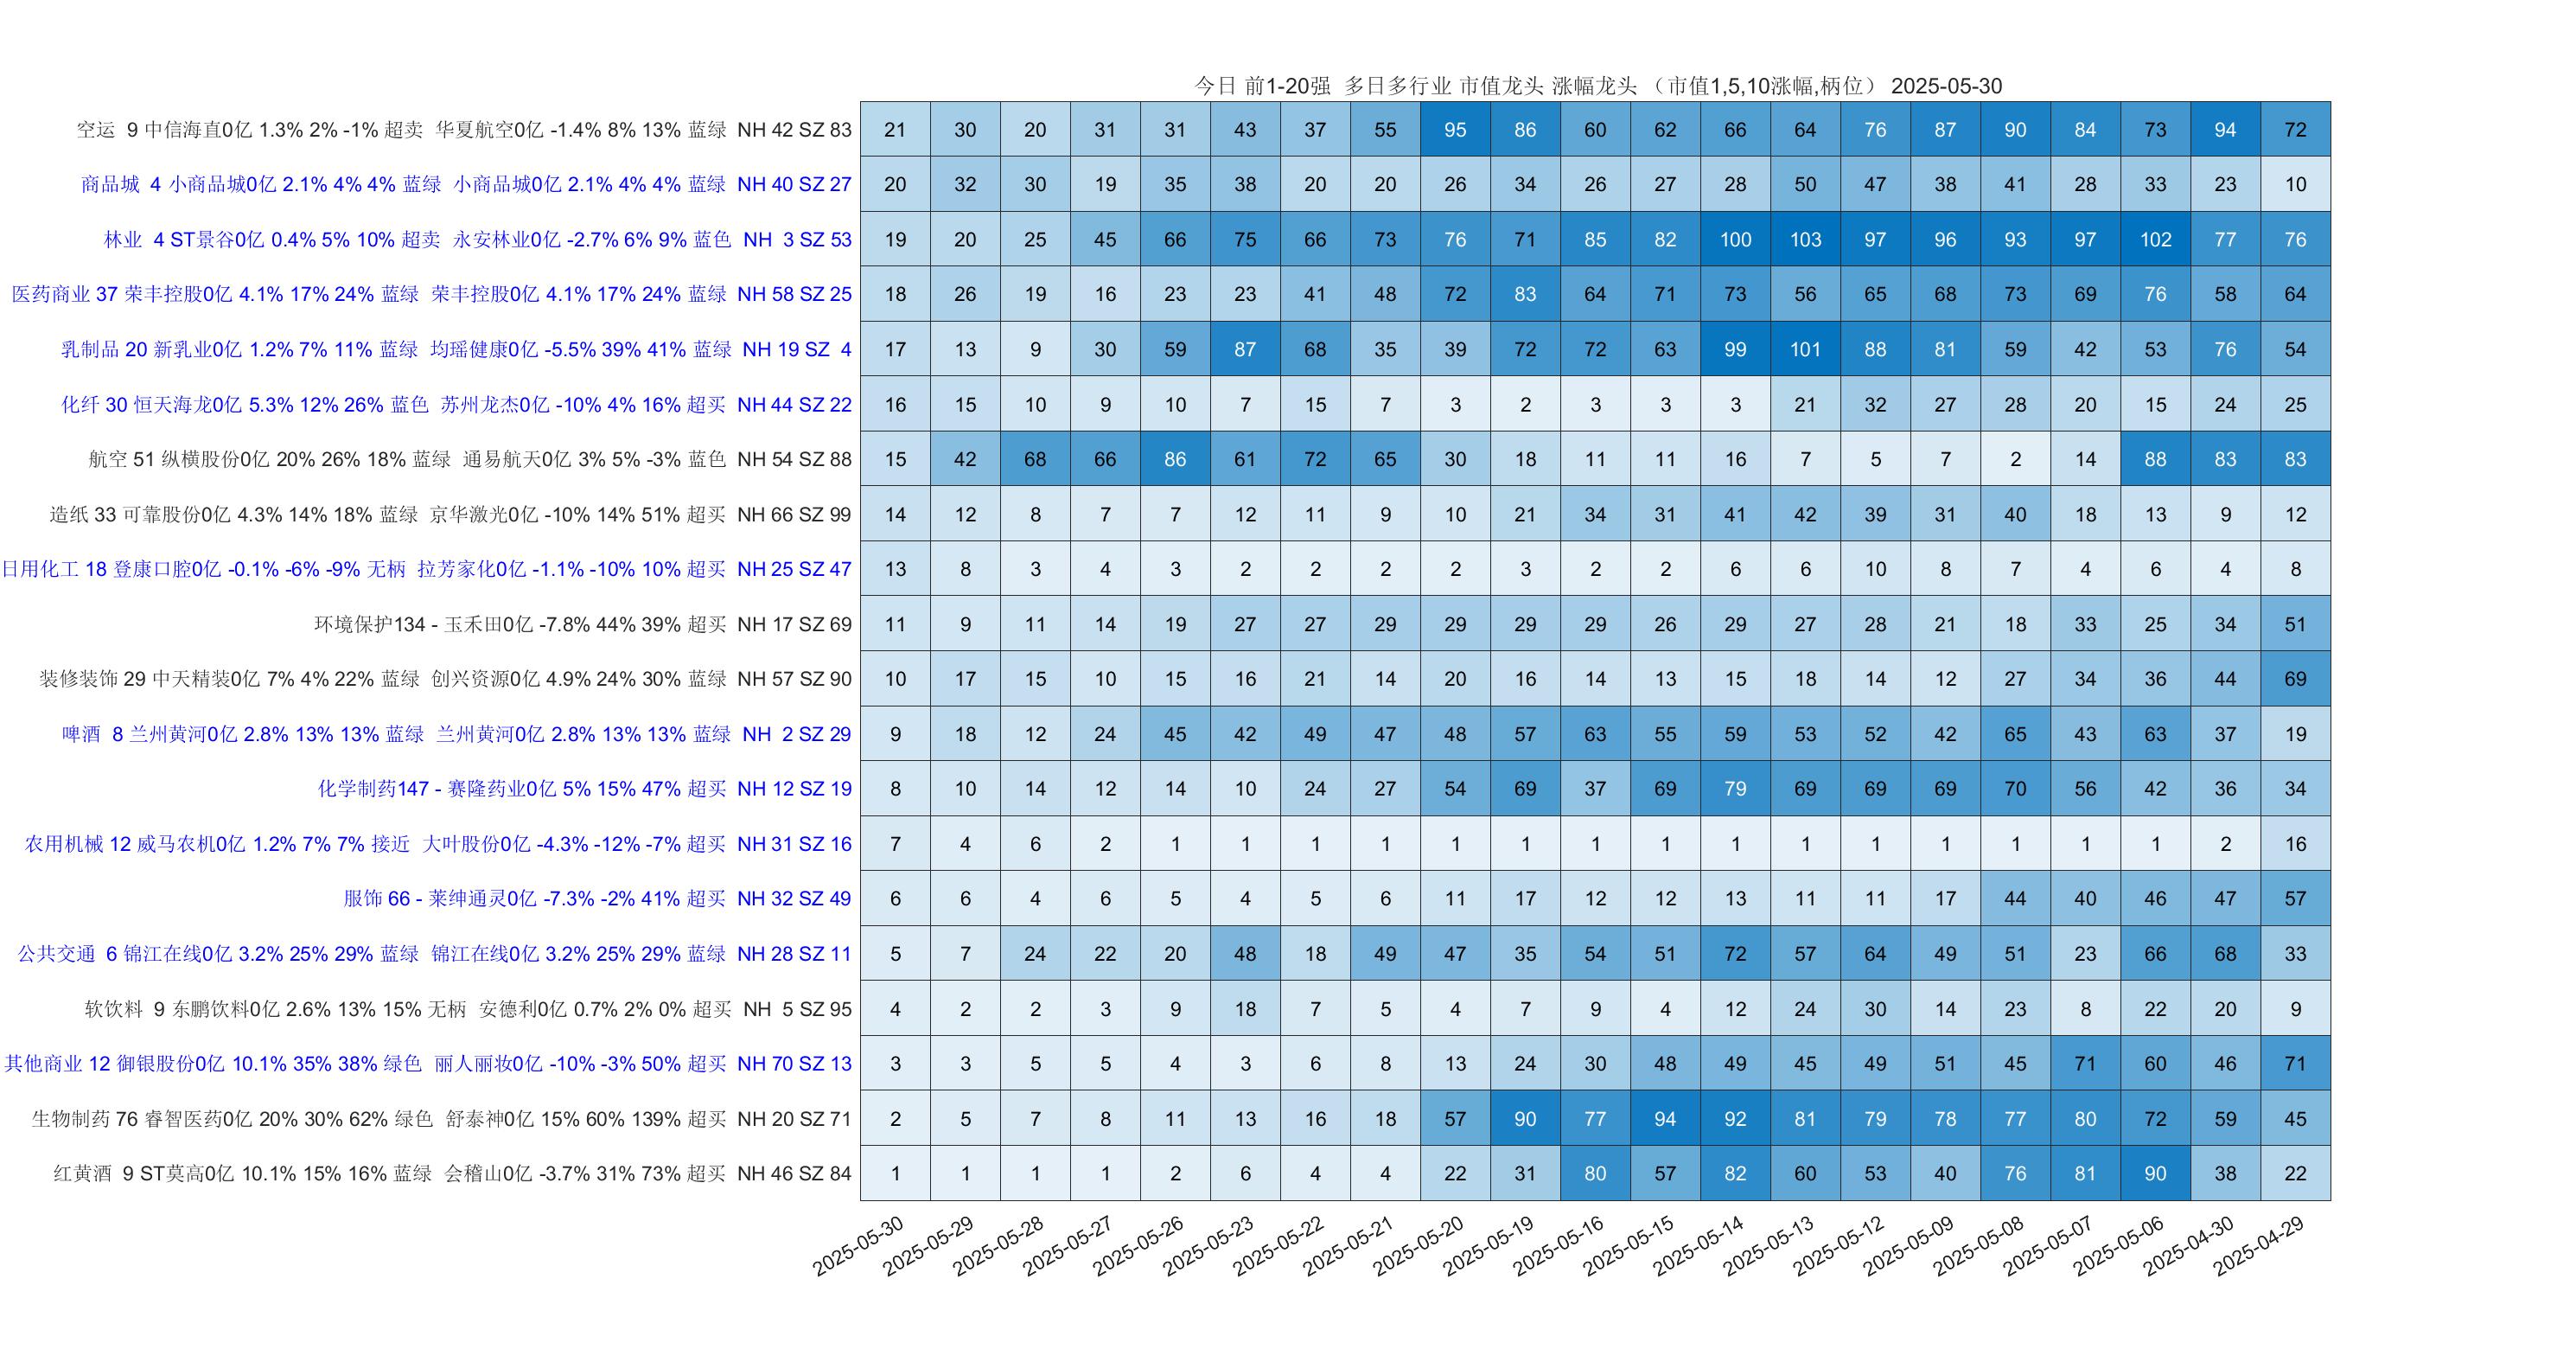 今日 前1-20强 多日多行业 市值龙头 涨幅龙头 （市值1,5,10涨幅,柄位） 2025-05-30
空运 9 中信海直0亿 1.3% 2% -1% 超卖 华夏航空0亿 -1.4% 8% 13% 蓝绿 NH 42 SZ 83 21 30 20 31 31 43 37 55 95 86 60 62 66 64 76 87 90 84 73 94 72
商品城 4 小商品城0亿 2.1% 4% 4% 蓝绿 小商品城0亿 2.1% 4% 4% 蓝绿 NH 40 SZ 27 20 32 30 19 35 38 20 20 26 34 26 27 28 50 47 38 41 28 33 23 10
林业 4 ST景谷0亿 0.4% 5% 10% 超卖 永安林业0亿 -2.7% 6% 9% 蓝色 NH 3 SZ 53 19 20 25 45 66 75 66 73 76 71 85 82 100 103 97 96 93 97 102 77 76
医药商业 37 荣丰控股0亿 4.1% 17% 24% 蓝绿 荣丰控股0亿 4.1% 17% 24% 蓝绿 NH 58 SZ 25 18 26 19 16 23 23 41 48 72 83 64 71 73 56 65 68 73 69 76 58 64
乳制品 20 新乳业0亿 1.2% 7% 11% 蓝绿 均瑶健康0亿 -5.5% 39% 41% 蓝绿 NH 19 SZ 4 17 13 9 30 59 87 68 35 39 72 72 63 99 101 88 81 59 42 53 76 54
化纤 30 恒天海龙0亿 5.3% 12% 26% 蓝色 苏州龙杰0亿 -10% 4% 16% 超买 NH 44 SZ 22 16 15 10 9 10 7 15 7 3 2 3 3 3 21 32 27 28 20 15 24 25
航空 51 纵横股份0亿 20% 26% 18% 蓝绿 通易航天0亿 3% 5% -3% 蓝色 NH 54 SZ 88 15 42 68 66 86 61 72 65 30 18 11 11 16 7 5 7 2 14 88 83 83
造纸 33 可靠股份0亿 4.3% 14% 18% 蓝绿 京华激光0亿 -10% 14% 51% 超买 NH 66 SZ 99 14 12 8 7 7 12 11 9 10 21 34 31 41 42 39 31 40 18 13 9 12
日用化工 18 登康口腔0亿 -0.1% -6% -9% 无柄 拉芳家化0亿 -1.1% -10% 10% 超买 NH 25 SZ 47 13 8 3 4 3 2 2 2 2 3 2 2 6 6 10 8 7 4 6 4 8
环境保护134 - 玉禾田0亿 -7.8% 44% 39% 超买 NH 17 SZ 69 11 9 11 14 19 27 27 29 29 29 29 26 29 27 28 21 18 33 25 34 51
装修装饰 29 中天精装0亿 7% 4% 22% 蓝绿 创兴资源0亿 4.9% 24% 30% 蓝绿 NH 57 SZ 90 10 17 15 10 15 16 21 14 20 16 14 13 15 18 14 12 27 34 36 44 69
啤酒 8 兰州黄河0亿 2.8% 13% 13% 蓝绿 兰州黄河0亿 2.8% 13% 13% 蓝绿 NH 2 SZ 29 9 18 12 24 45 42 49 47 48 57 63 55 59 53 52 42 65 43 63 37 19
化学制药147 - 赛隆药业0亿 5% 15% 47% 超买 NH 12 SZ 19 8 10 14 12 14 10 24 27 54 69 37 69 79 69 69 69 70 56 42 36 34
农用机械 12 威马农机0亿 1.2% 7% 7% 接近 大叶股份0亿 -4.3% -12% -7% 超买 NH 31 SZ 16 7 4 6 2 1 1 1 1 1 1 1 1 1 1 1 1 1 1 1 2 16
服饰 66 - 莱绅通灵0亿 -7.3% -2% 41% 超买 NH 32 SZ 49 6 6 4 6 5 4 5 6 11 17 12 12 13 11 11 17 44 40 46 47 57
公共交通 6 锦江在线0亿 3.2% 25% 29% 蓝绿 锦江在线0亿 3.2% 25% 29% 蓝绿 NH 28 SZ 11 5 7 24 22 20 48 18 49 47 35 54 51 72 57 64 49 51 23 66 68 33
软饮料 9 东鹏饮料0亿 2.6% 13% 15% 无柄 安德利0亿 0.7% 2% 0% 超买 NH 5 SZ 95 4 2 2 3 9 18 7 5 4 7 9 4 12 24 30 14 23 8 22 20 9
其他商业 12 御银股份0亿 10.1% 35% 38% 绿色 丽人丽妆0亿 -10% -3% 50% 超买 NH 70 SZ 13 3 3 5 5 4 3 6 8 13 24 30 48 49 45 49 51 45 71 60 46 71
生物制药 76 睿智医药0亿 20% 30% 62% 绿色 舒泰神0亿 15% 60% 139% 超买 NH 20 SZ 71 2 5 7 8 11 13 16 18 57 90 77 94 92 81 79 78 77 80 72 59 45
红黄酒 9 ST莫高0亿 10.1% 15% 16% 蓝绿 会稽山0亿 -3.7% 31% 73% 超买 NH 46 SZ 84 1 1 1 1 2 6 4 4 22 31 80 57 82 60 53 40 76 81 90 38 22
2025-05-30 2025-05-29 2025-05-28 2025-05-27 2025-05-26 2025-05-23 2025-05-22 2025-05-21 2025-05-20 2025-05-19 2025-05-16 2025-05-15 2025-05-14 2025-05-13 2025-05-12 2025-05-09 2025-05-08 2025-05-07 2025-05-06 2025-04-30 2025-04-29